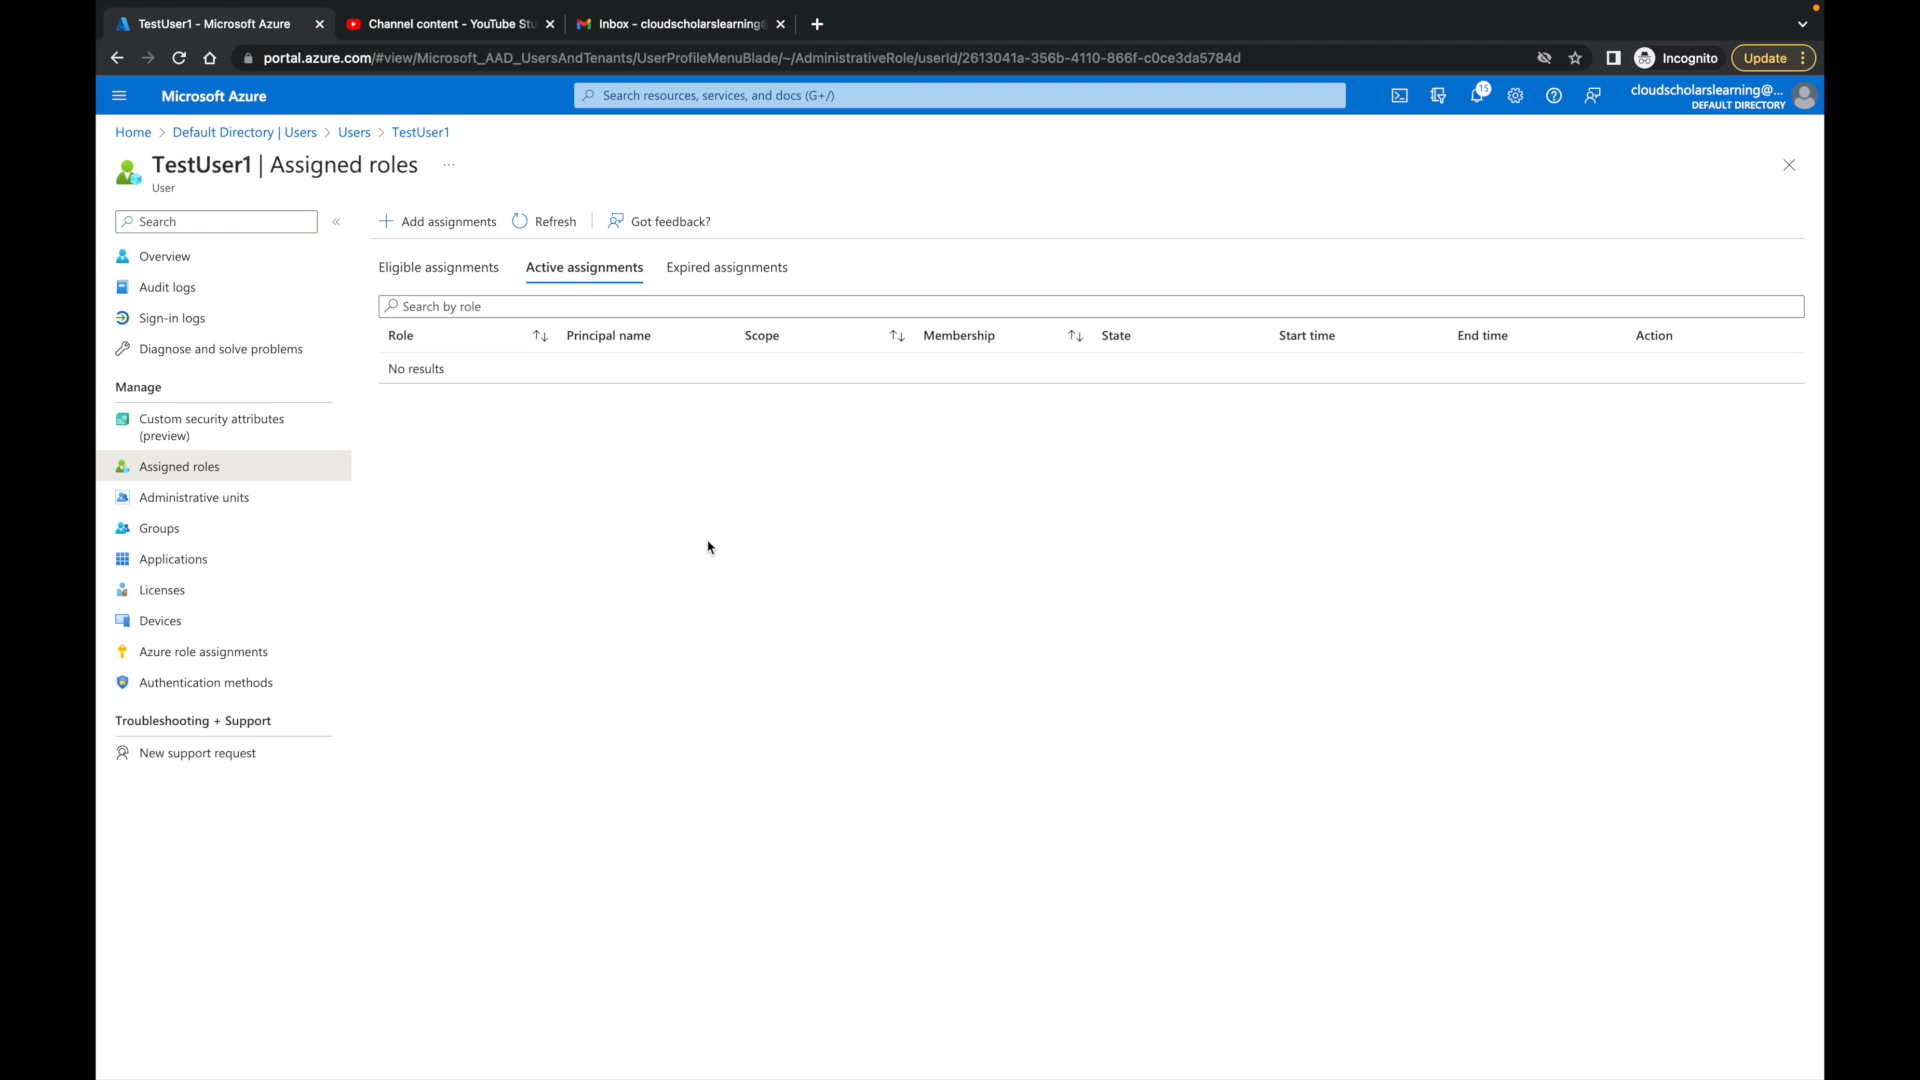 TestUser1 - Microsoft Azure
Channel content - YouTube Stu
Inbox - cloudscholarslearning@
portal.azure.com/#view/Microsoft_AAD_UsersAndTenants/UserProfileMenuBlade/~/AdministrativeRole/userId/2613041a-356b-4110-866f-c0ce3da5784d
Incognito
Update
Microsoft Azure
Search resources, services, and docs (G+/)
15
cloudscholarslearning@...
DEFAULT DIRECTORY
Home > Default Directory | Users > Users > TestUser1
TestUser1 | Assigned roles ...
User
Search
«
Add assignments
Refresh
Got feedback?
Overview
Audit logs
Sign-in logs
Diagnose and solve problems
Manage
Custom security attributes
(preview)
Assigned roles
Administrative units
Groups
Applications
Licenses
Devices
Azure role assignments
Authentication methods
Troubleshooting + Support
New support request
Eligible assignments
Active assignments
Expired assignments
Search by role
Role
Principal name
Scope
Membership
State
Start time
End time
Action
No results